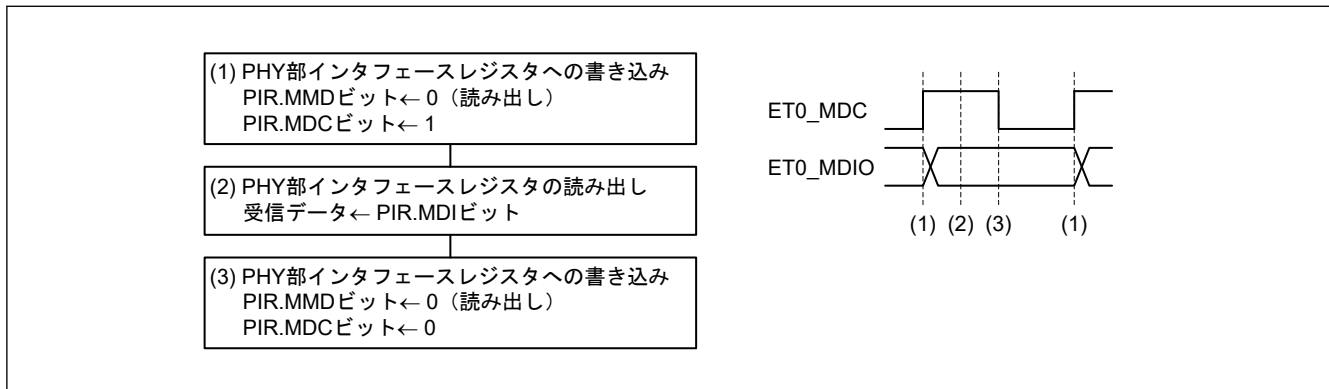 (1) PHY部インタフェースレジスタへの書き込み
PIR.MMDビット← 0（読み出し）
PIR.MDCビット← 1
(2) PHY部インタフェースレジスタの読み出し
受信データ← PIR.MDIビット
(3) PHY部インタフェースレジスタへの書き込み
PIR.MMDビット← 0（読み出し）
PIR.MDCビット← 0
ET0_MDC
ET0_MDIO
(1) (2) (3) (1)